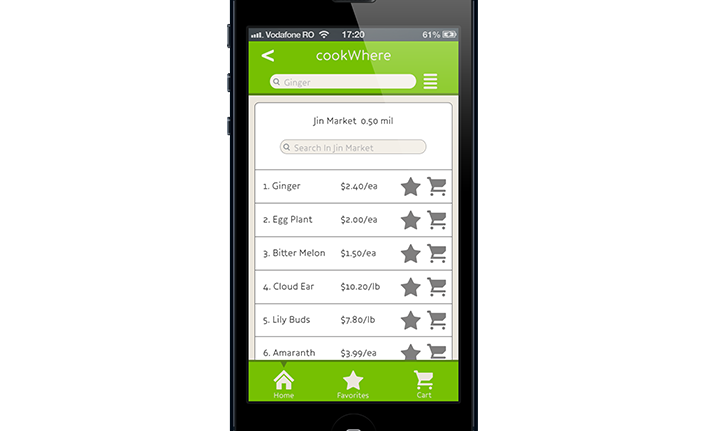 Vodafone RO 17:20 61%
cookWhere
Ginger
Jin Market 0.50 mil
Search In Jin Market
1. Ginger $2.40/ea
2. Egg Plant $2.00/ea
3. Bitter Melon $1.50/ea
4. Cloud Ear $10.20/lb
5. Lily Buds $7.80/lb
6. Amaranth $3.99/ea
Home Favorites Cart